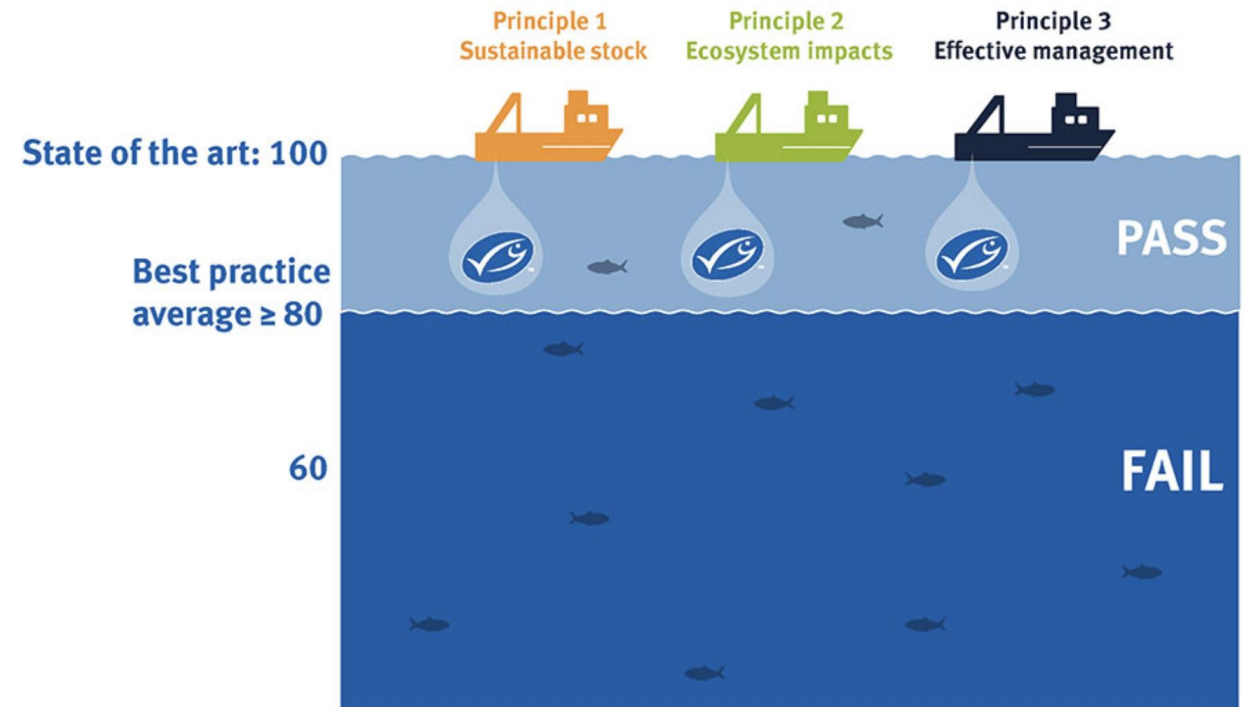 Principle 1
Sustainable stock
Principle 2
Ecosystem impacts
Principle 3
Effective management
State of the art: 100
PASS
Best practice
average ≥ 80
60
FAIL